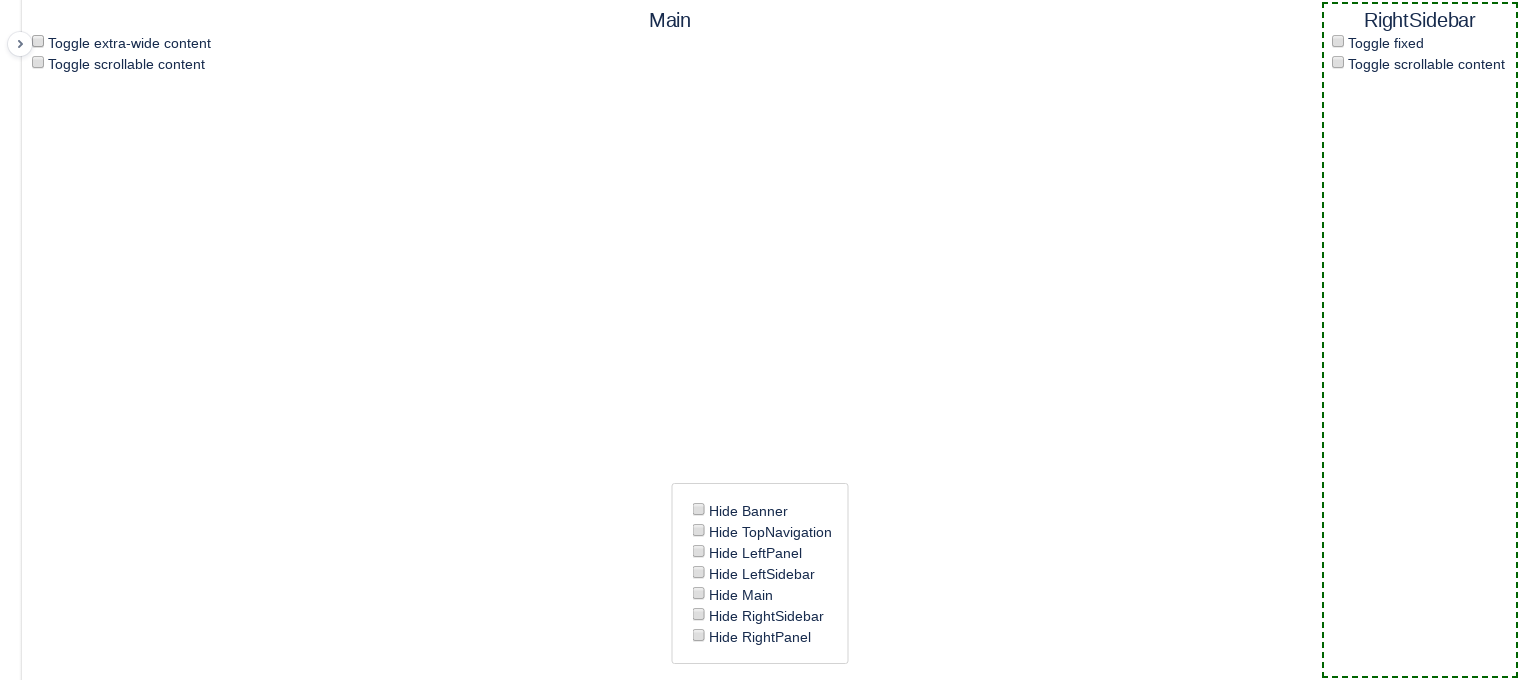 Main
Toggle extra-wide content
Toggle scrollable content
RightSidebar
Toggle fixed
Toggle scrollable content
Hide Banner
Hide TopNavigation
Hide LeftPanel
Hide LeftSidebar
Hide Main
Hide RightSidebar
Hide RightPanel